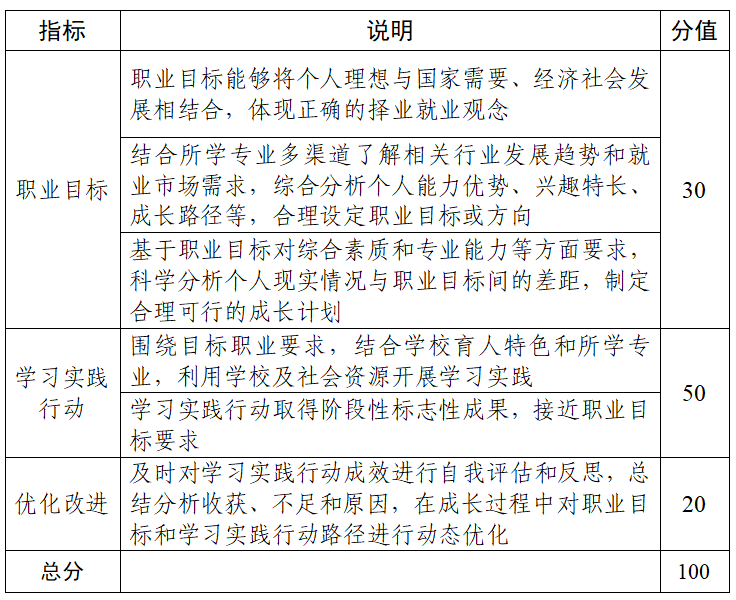 指标 说明 分值
职业目标能够将个人理想与国家需要、经济社会发
展相结合，体现正确的择业就业观念
结合所学专业多渠道了解相关行业发展趋势和就
业市场需求，综合分析个人能力优势、兴趣特长、
成长路径等，合理设定职业目标或方向
职业目标
30
基于职业目标对综合素质和专业能力等方面要求，
科学分析个人现实情况与职业目标间的差距，制定
合理可行的成长计划
围绕目标职业要求，结合学校育人特色和所学专
业，利用学校及社会资源开展学习实践
学习实践
行动
50
学习实践行动取得阶段性标志性成果，接近职业目
标要求
及时对学习实践行动成效进行自我评估和反思，总
结分析收获、不足和原因，在成长过程中对职业目
标和学习实践行动路径进行动态优化
优化改进
20
总分 100